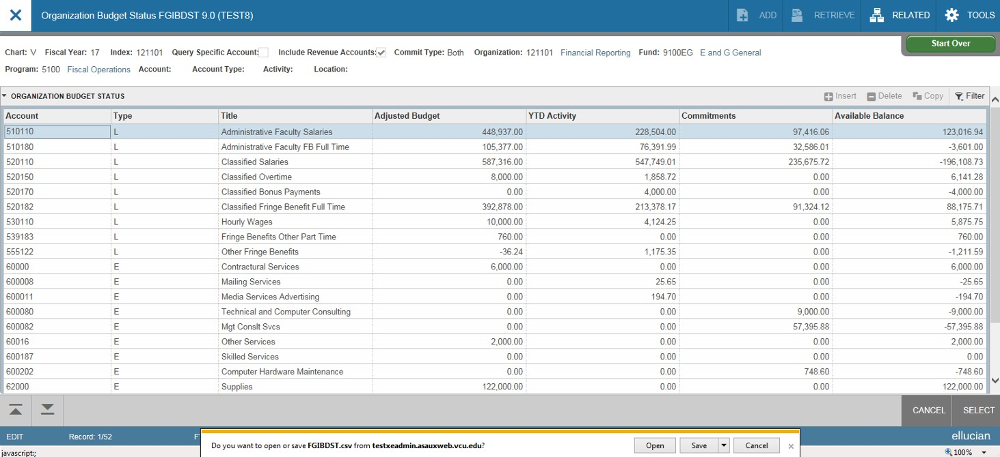 Organization Budget Status FGIBDST 9.0 (TEST8) ADD RETRIEVE RELATED TOOLS
Start Over
Chart: V Fiscal Year: 17 Index: 121101 Query Specific Account: Include Revenue Accounts: Commit Type: Both Organization: 121101 Financial Reporting Fund: 9100EG E and G General
Program: 5100 Fiscal Operations Account: Account Type: Activity: Location:
ORGANIZATION BUDGET STATUS Insert Delete Copy Filter
Account Type Title Adjusted Budget YTD Activity Commitments Available Balance
510110 L Administrative Faculty Salaries 448,937.00 228,504.00 97,416.06 123,016.94
510180 L Administrative Faculty FB Full Time 105,377.00 76,391.99 32,586.01 -3,601.00
520110 L Classified Salaries 587,316.00 547,749.01 235,675.72 -196,108.73
520150 L Classified Overtime 8,000.00 1,858.72 0.00 6,141.28
520170 L Classified Bonus Payments 0.00 4,000.00 0.00 -4,000.00
520182 L Classified Fringe Benefit Full Time 392,878.00 213,378.17 91,324.12 88,175.71
530110 L Hourly Wages 10,000.00 4,124.25 0.00 5,875.75
539183 L Fringe Benefits Other Part Time 760.00 0.00 0.00 760.00
555122 L Other Fringe Benefits -36.24 1,175.35 0.00 -1,211.59
60000 E Contractural Services 6,000.00 0.00 0.00 6,000.00
600008 E Mailing Services 0.00 25.65 0.00 -25.65
600011 E Media Services Advertising 0.00 194.70 0.00 -194.70
600080 E Technical and Computer Consulting 0.00 0.00 9,000.00 -9,000.00
600082 E Mgt Conslt Svcs 0.00 0.00 57,395.88 -57,395.88
60016 E Other Services 2,000.00 0.00 0.00 2,000.00
600187 E Skilled Services 0.00 0.00 0.00 0.00
600202 E Computer Hardware Maintenance 0.00 0.00 748.60 -748.60
62000 E Supplies 122,000.00 0.00 0.00 122,000.00
CANCEL SELECT
EDIT Record: 1/52 ellucian
Do you want to open or save FGIBDST.csv from testxeadmin.asauxweb.vcu.edu? Open Save Cancel
javascript:; 100%